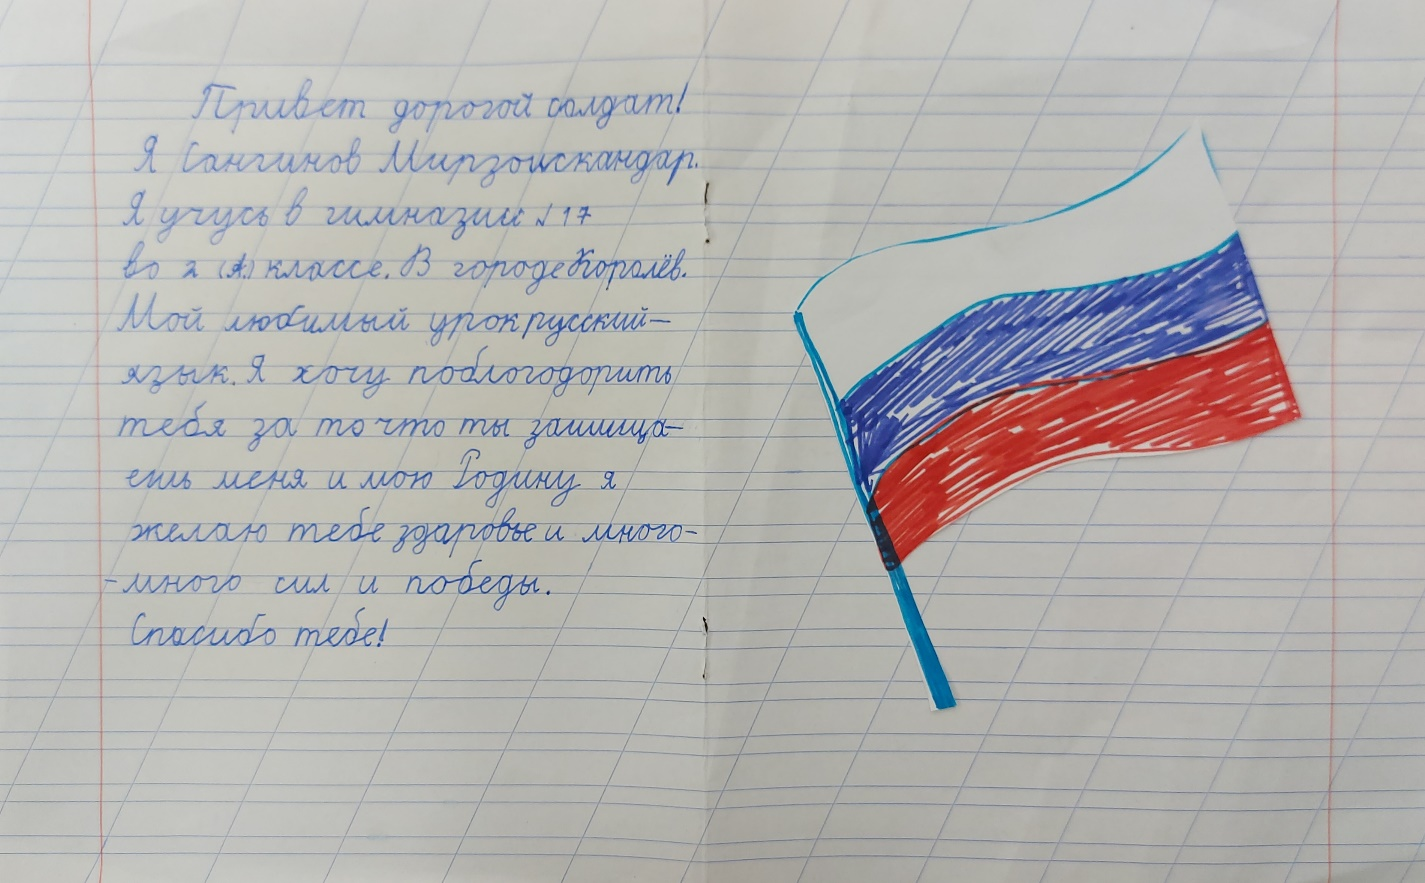 Привет дорогой солдат!
Я Сангинов Мирзоискандар.
Я учусь в гимназии №17
во 2 (А) классе. В городе Королёв.
Мой любимый урок русский-
язык. Я хочу поблогодорить
тебя за то что ты защища-
ешь меня и мою Родину я
желаю тебе здаровье и много-
-много сил и победы.
Спасибо тебе!